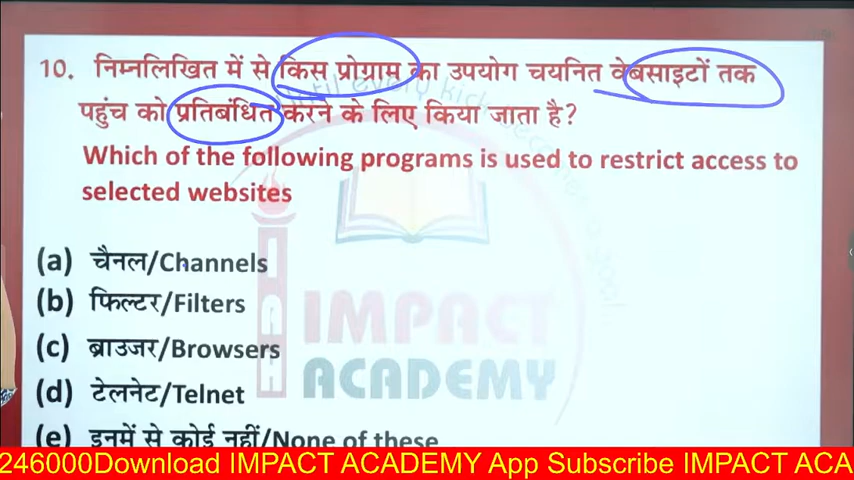 10. निम्नलिखित में से किस प्रोग्राम का उपयोग चयनित वेबसाइटों तक
पहुंच को प्रतिबंधित करने के लिए किया जाता है?
Which of the following programs is used to restrict access to
selected websites
(a) चैनल/Channels
(b) फिल्टर/Filters
(c) ब्राउजर/Browsers
(d) टेलनेट/Telnet
(e) इनमें से कोई नहीं/None of these
IMPACT
ACADEMY
246000Download IMPACT ACADEMY App Subscribe IMPACT ACA